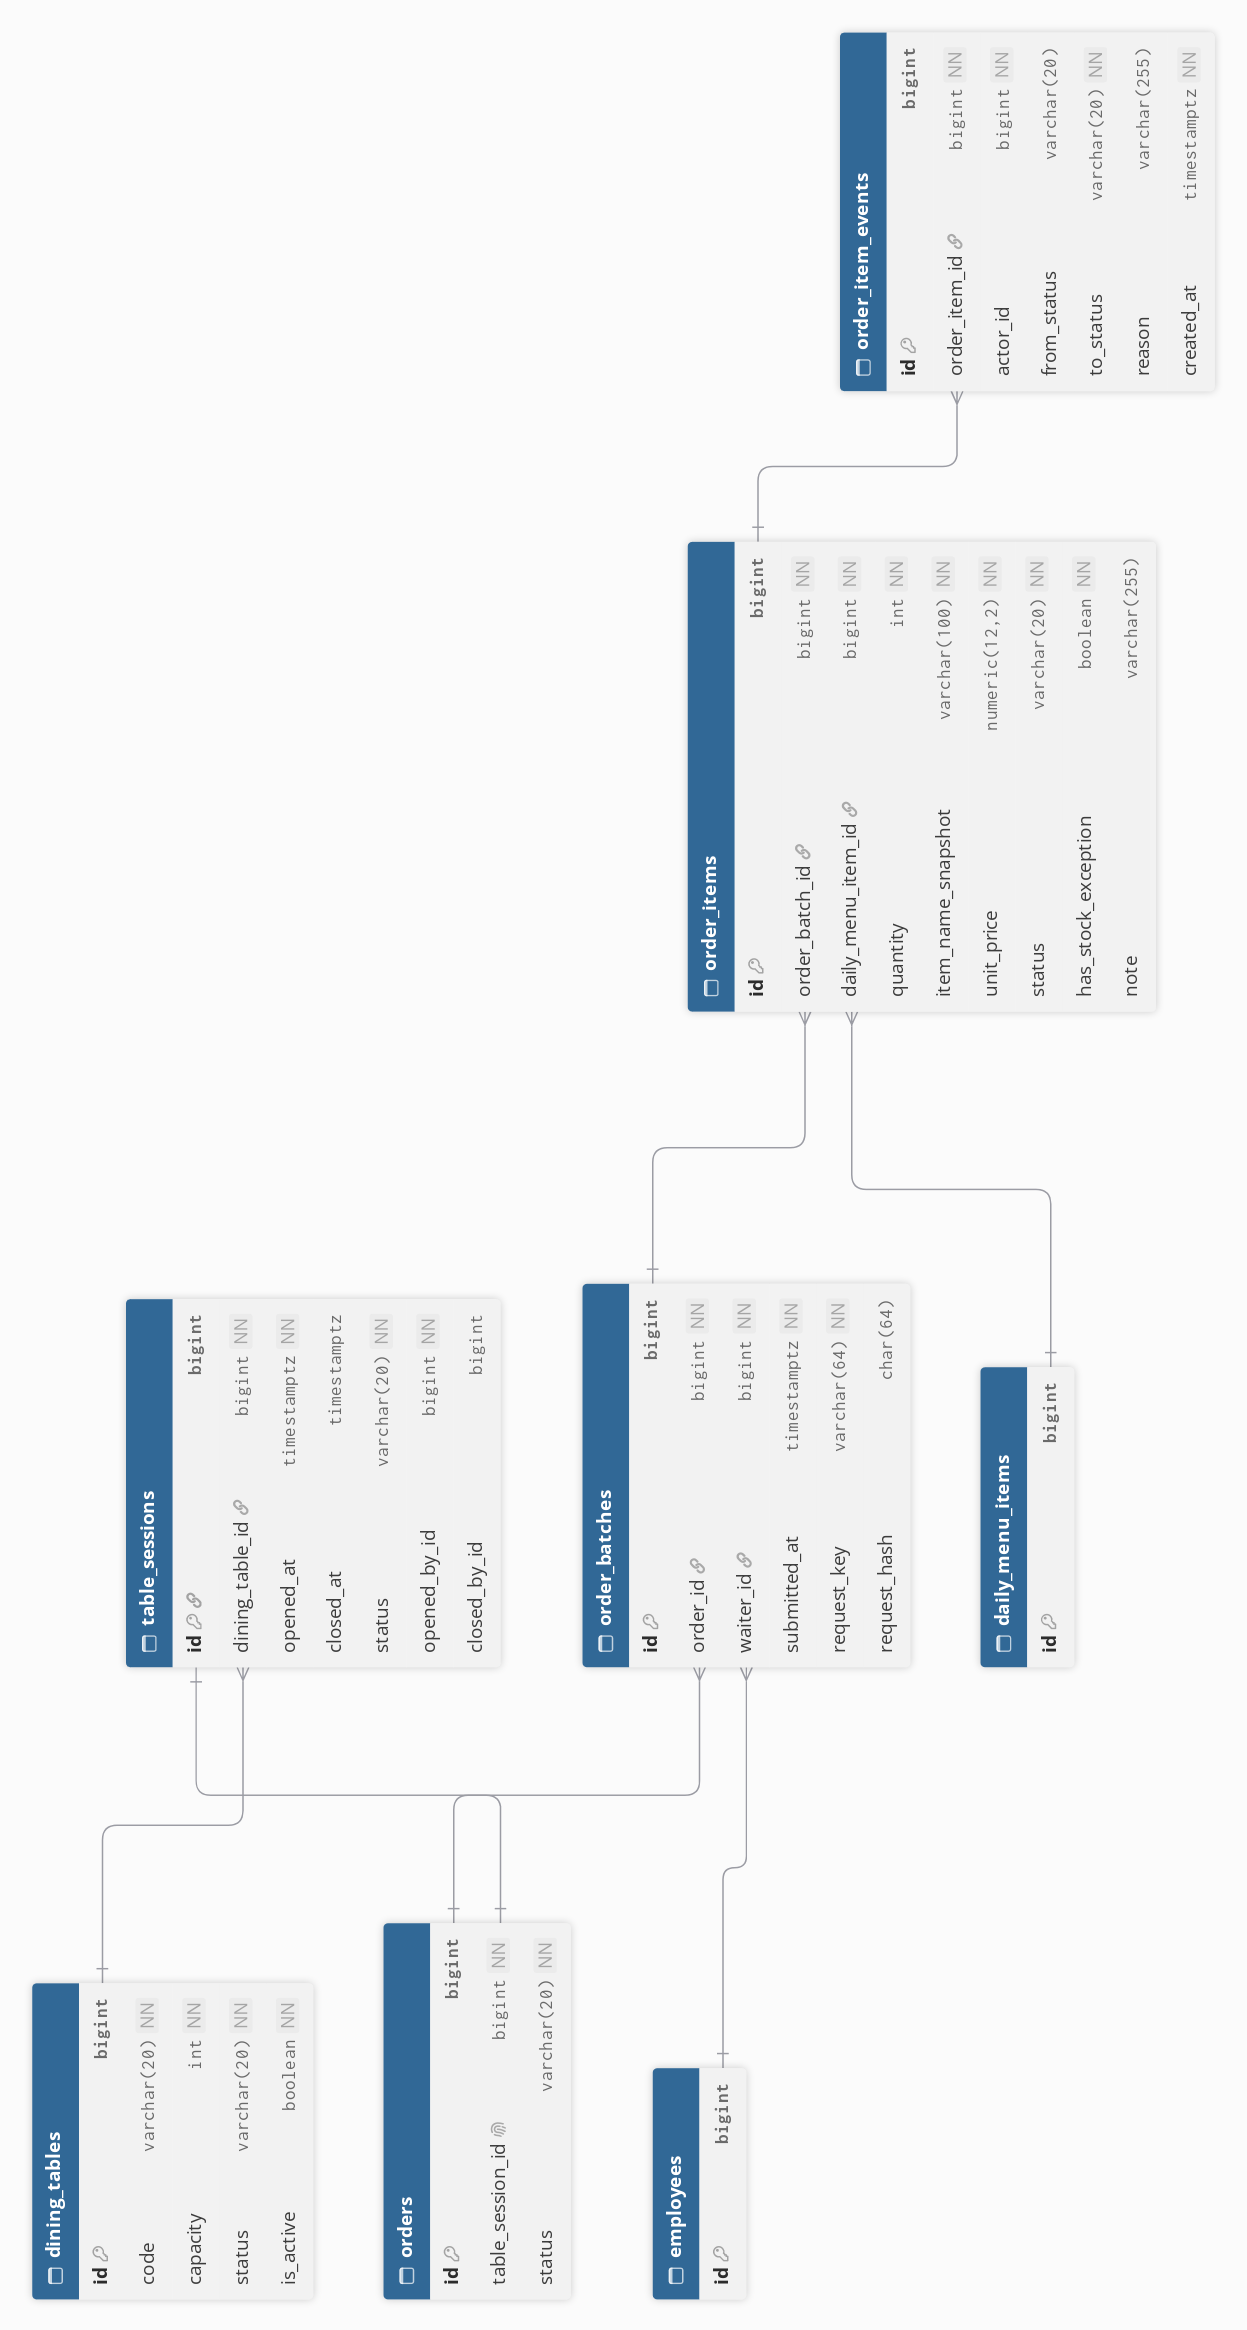 dining_tables
id bigint
code varchar(20) NN
capacity int NN
status varchar(20) NN
is_active boolean NN
orders
id bigint
table_session_id bigint NN
status varchar(20) NN
employees
id bigint
table_sessions
id bigint
dining_table_id bigint NN
opened_at timestamptz NN
closed_at timestamptz
status varchar(20) NN
opened_by_id bigint NN
closed_by_id bigint
order_batches
id bigint
order_id bigint NN
waiter_id bigint NN
submitted_at timestamptz NN
request_key varchar(64) NN
request_hash char(64)
daily_menu_items
id bigint
order_items
id bigint
order_batch_id bigint NN
daily_menu_item_id bigint NN
quantity int NN
item_name_snapshot varchar(100) NN
unit_price numeric(12,2) NN
status varchar(20) NN
has_stock_exception boolean NN
note varchar(255)
order_item_events
id bigint
order_item_id bigint NN
actor_id bigint NN
from_status varchar(20)
to_status varchar(20) NN
reason varchar(255)
created_at timestamptz NN